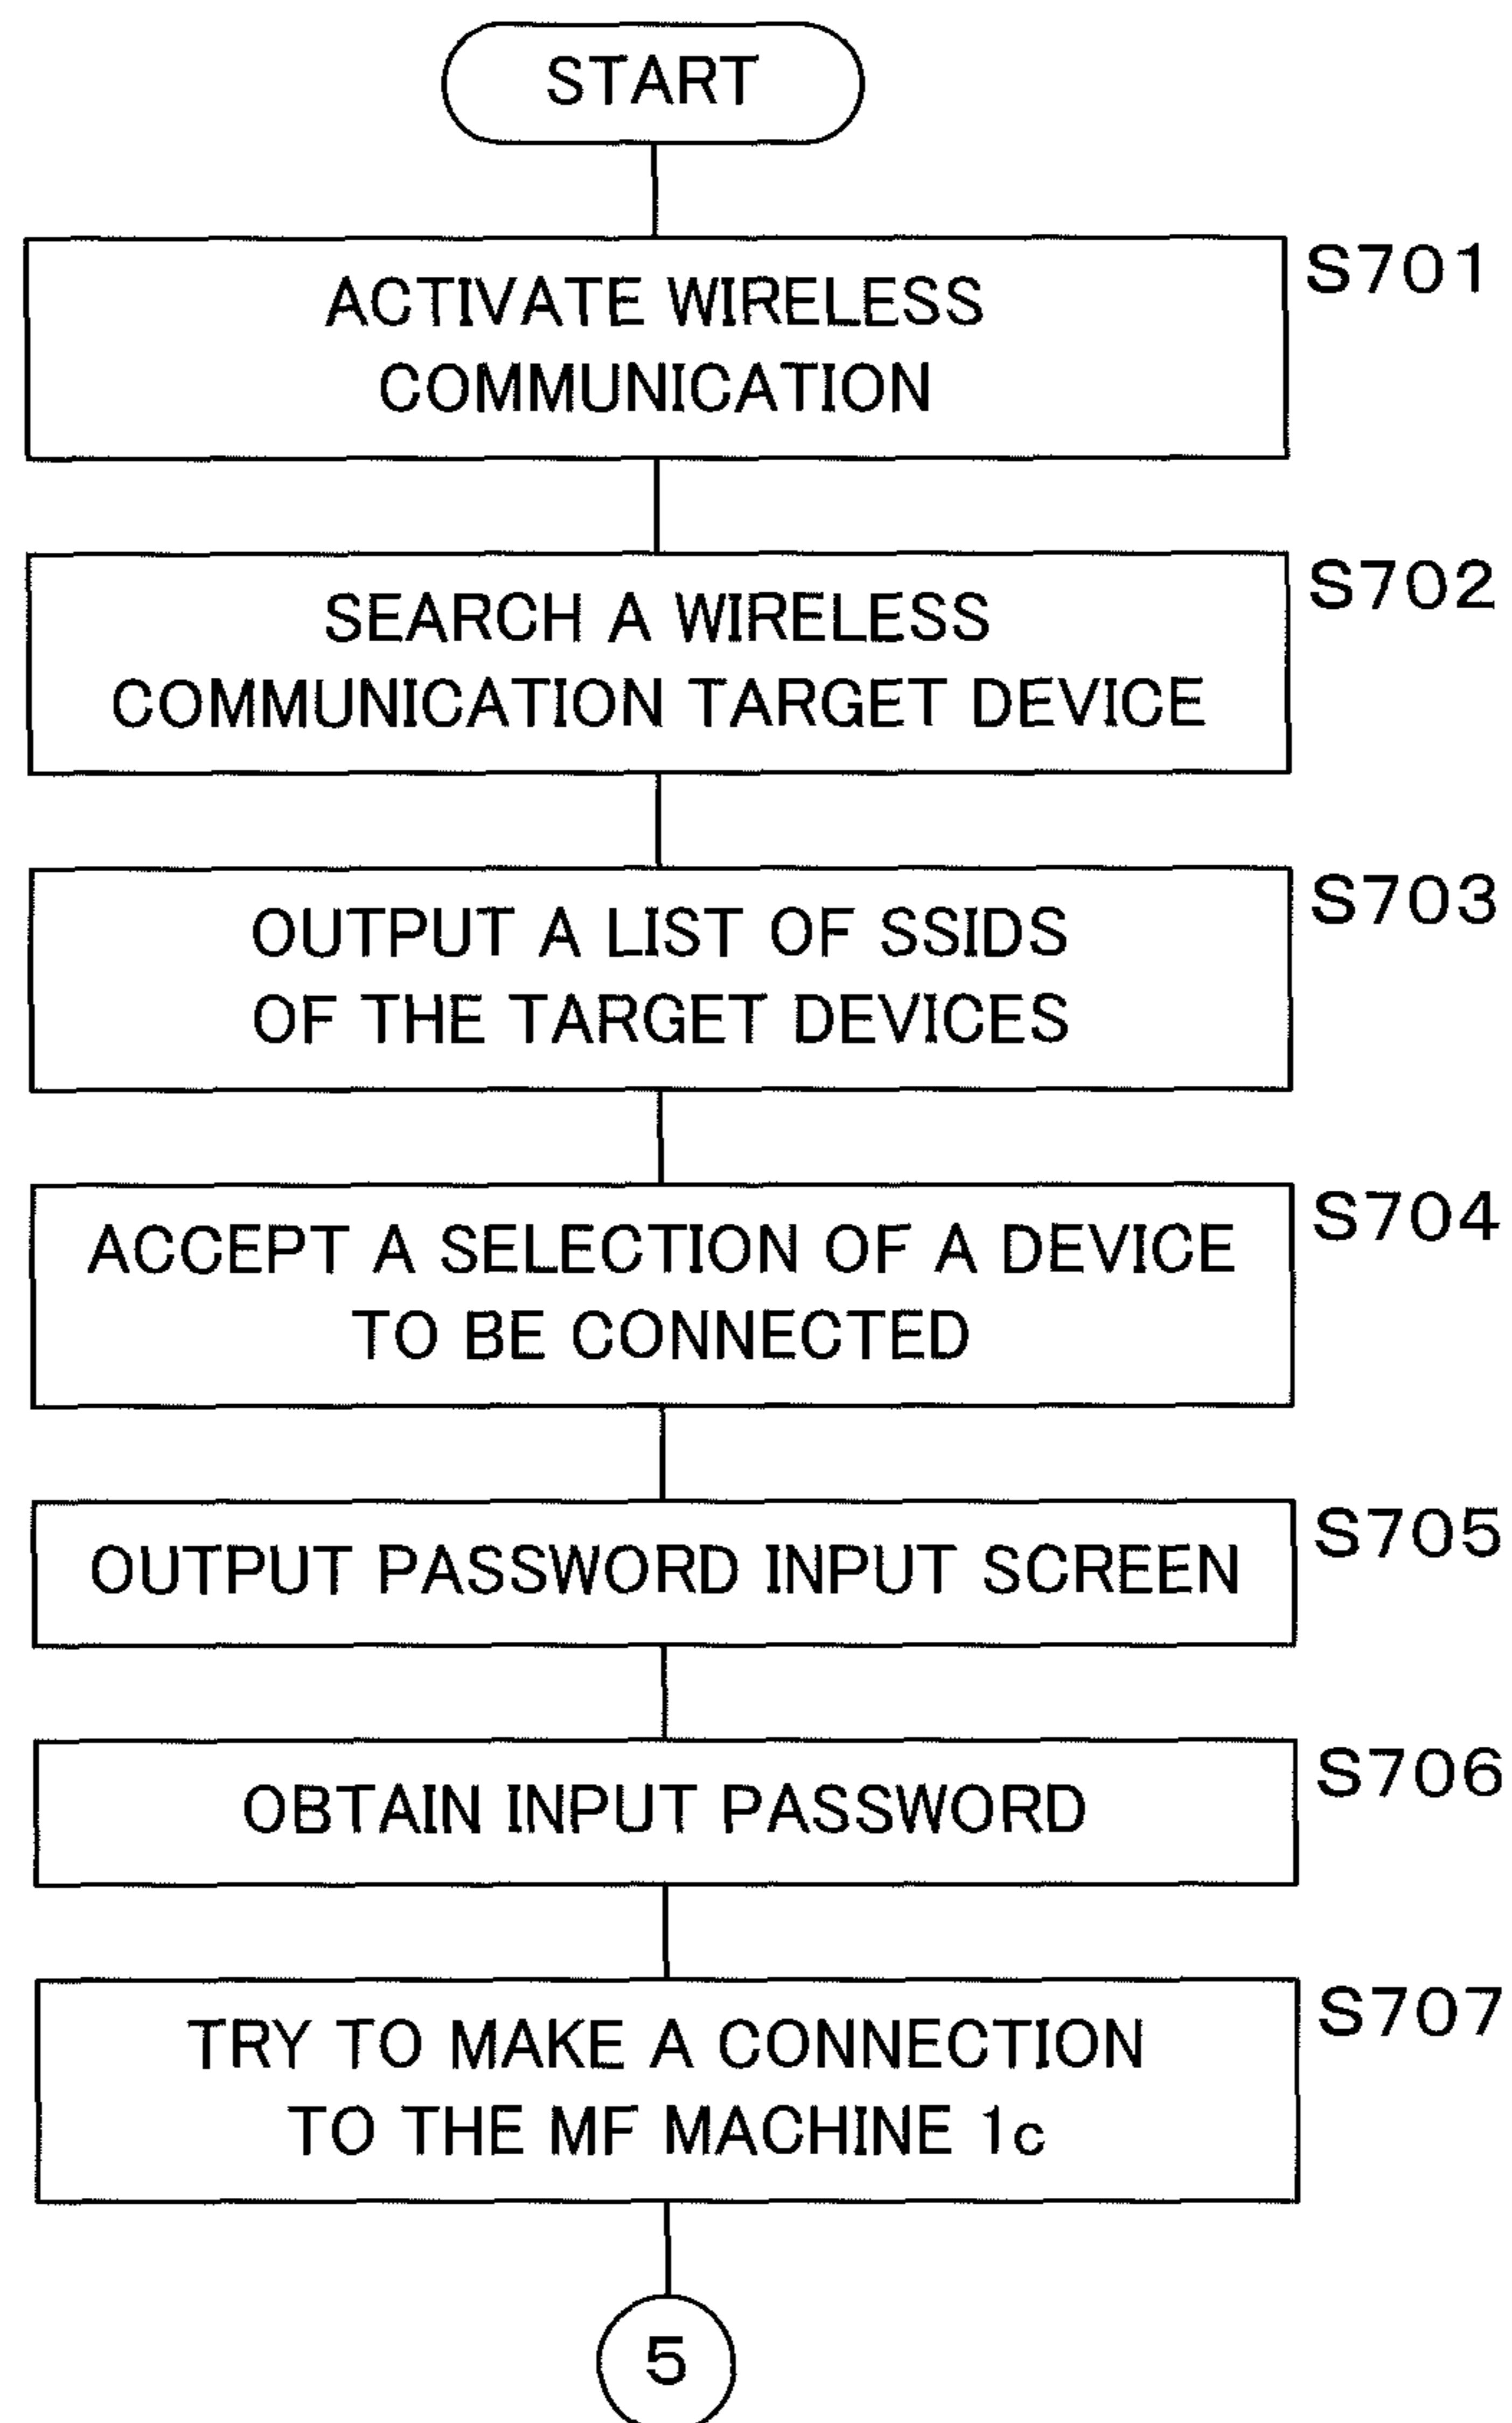 START
S701
ACTIVATE WIRELESS
COMMUNICATION
S702
SEARCH A WIRELESS
COMMUNICATION TARGET DEVICE
S703
OUTPUT A LIST OF SSIDS
OF THE TARGET DEVICES
S704
ACCEPT A SELECTION OF A DEVICE
TO BE CONNECTED
S705
OUTPUT PASSWORD INPUT SCREEN
S706
OBTAIN INPUT PASSWORD
S707
TRY TO MAKE A CONNECTION
TO THE MF MACHINE 1c
5